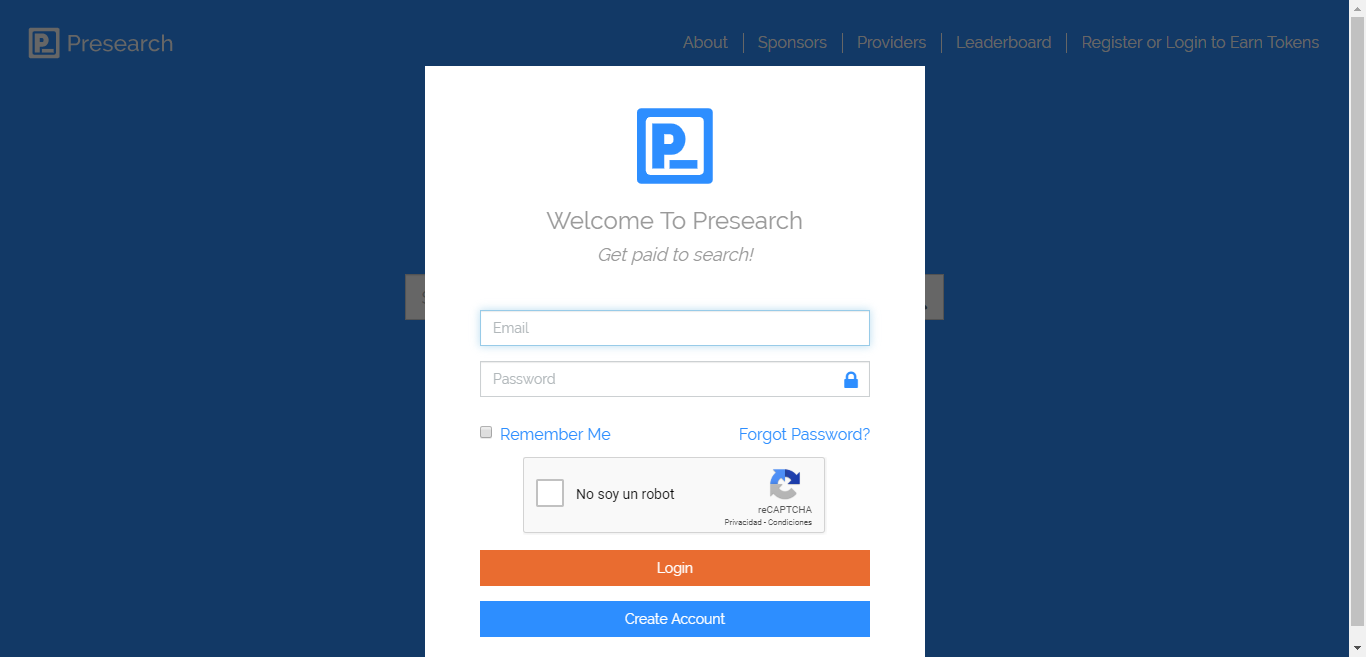 Presearch
About
Sponsors
Providers
Leaderboard
Register or Login to Earn Tokens
Welcome To Presearch
Get paid to search!
Email
Password
Remember Me
Forgot Password?
No soy un robot
reCAPTCHA
Privacidad - Condiciones
Login
Create Account